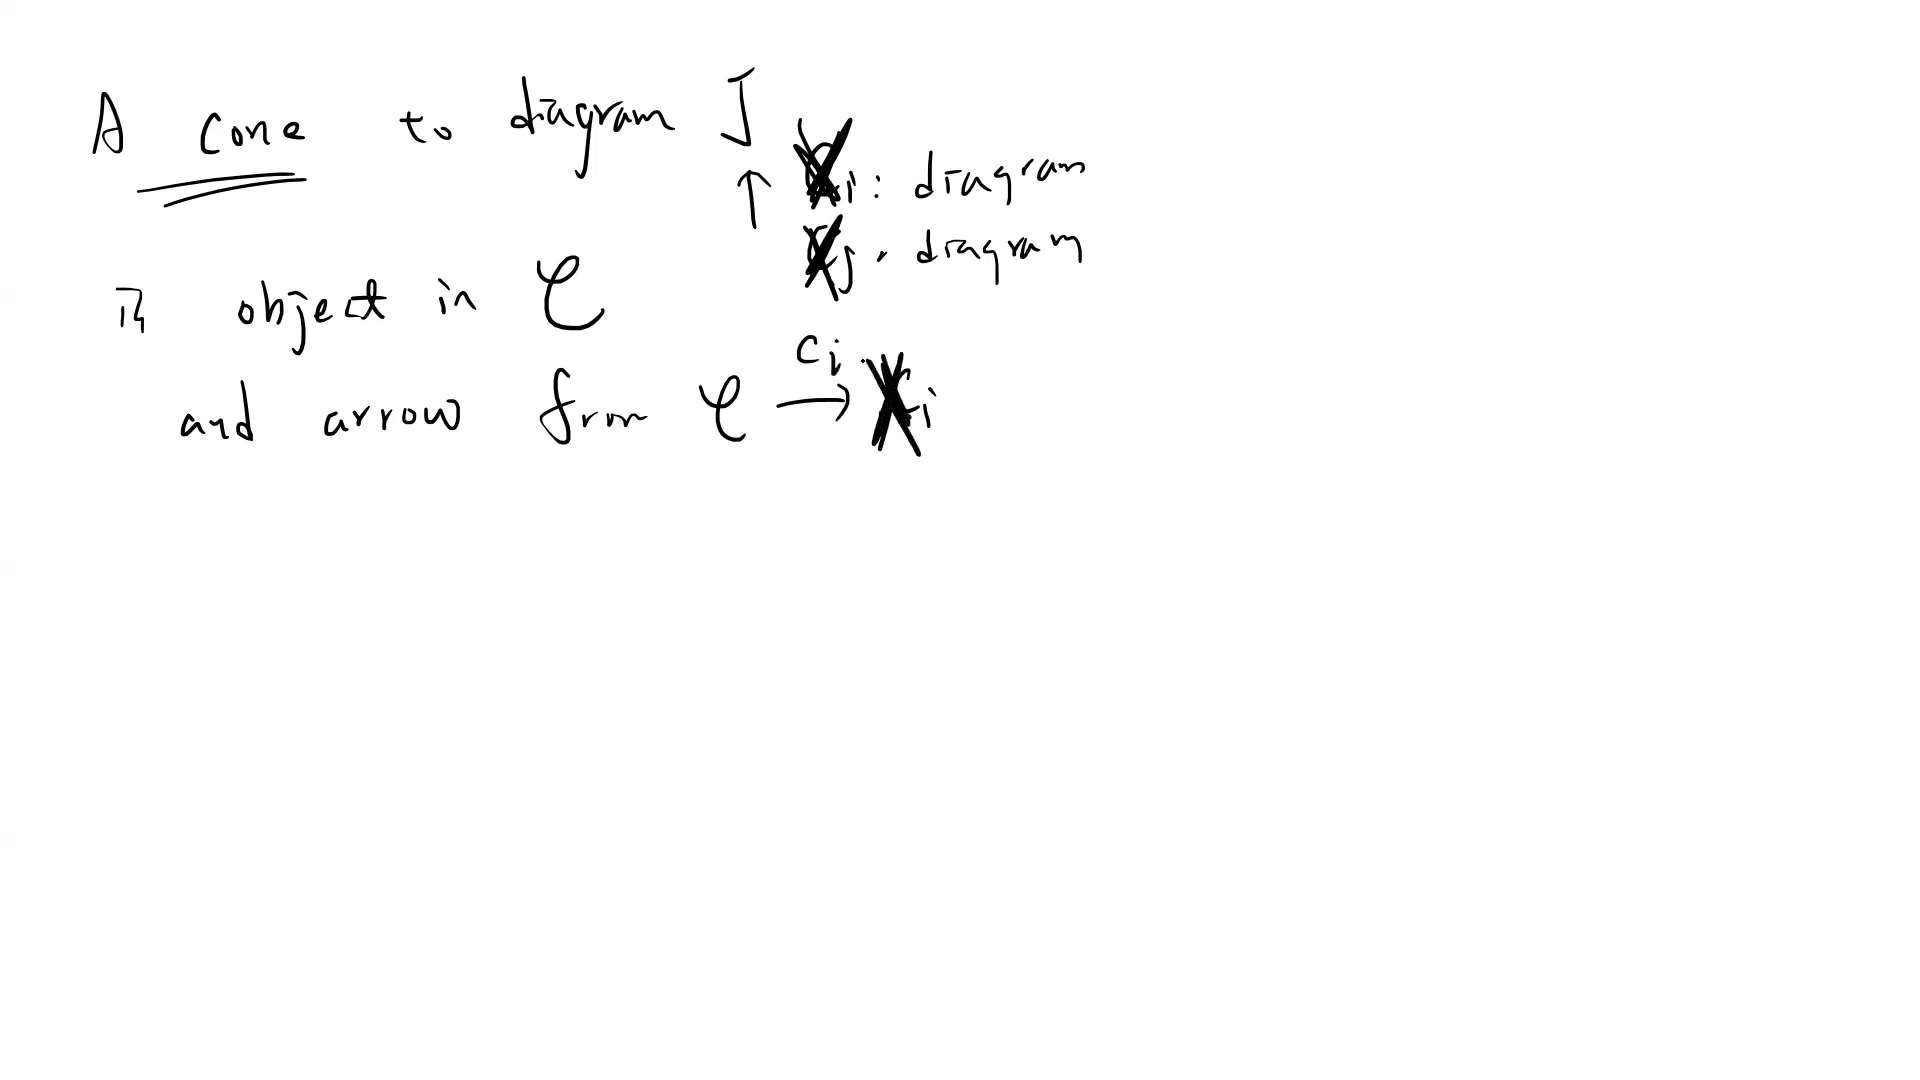 A cone to diagram J
↑ i : diagram
j . diagram
is object in C
and arrow from C → i
ci